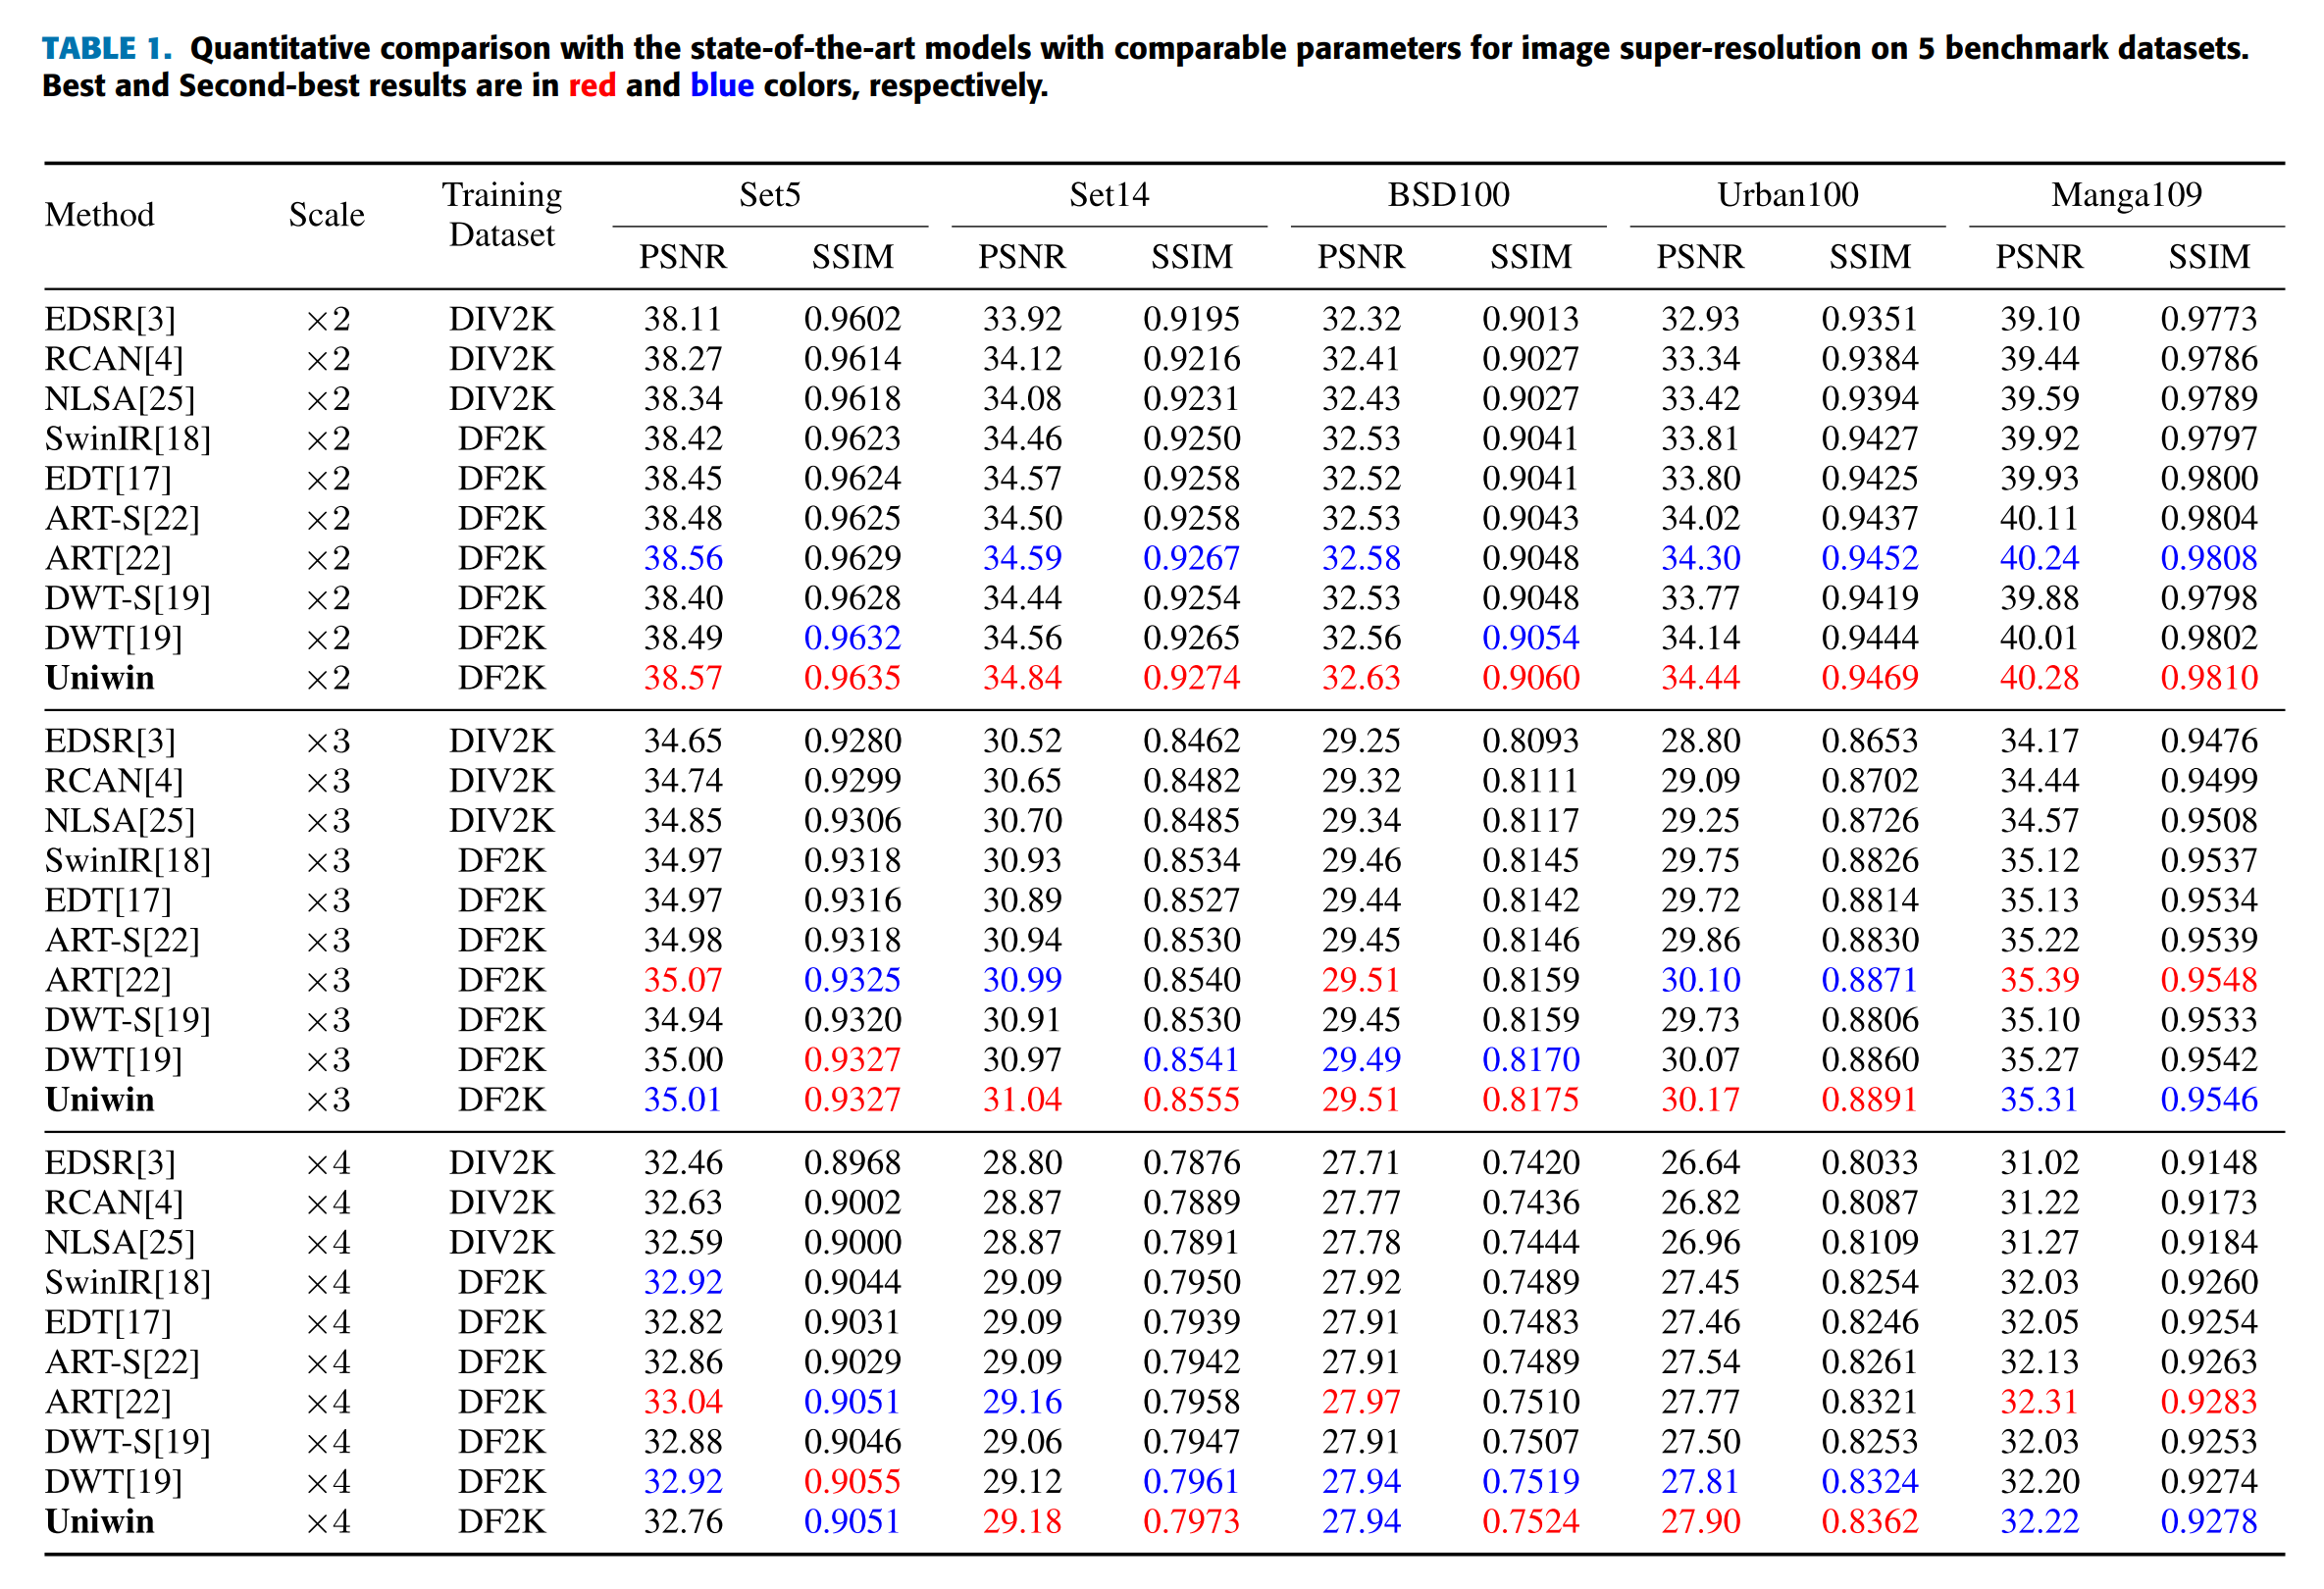 TABLE 1. Quantitative comparison with the state-of-the-art models with comparable parameters for image super-resolution on 5 benchmark datasets.
Best and Second-best results are in red and blue colors, respectively.
Method Scale Training Dataset Set5 Set14 BSD100 Urban100 Manga109
PSNR SSIM PSNR SSIM PSNR SSIM PSNR SSIM PSNR SSIM
EDSR[3] ×2 DIV2K 38.11 0.9602 33.92 0.9195 32.32 0.9013 32.93 0.9351 39.10 0.9773
RCAN[4] ×2 DIV2K 38.27 0.9614 34.12 0.9216 32.41 0.9027 33.34 0.9384 39.44 0.9786
NLSA[25] ×2 DIV2K 38.34 0.9618 34.08 0.9231 32.43 0.9027 33.42 0.9394 39.59 0.9789
SwinIR[18] ×2 DF2K 38.42 0.9623 34.46 0.9250 32.53 0.9041 33.81 0.9427 39.92 0.9797
EDT[17] ×2 DF2K 38.45 0.9624 34.57 0.9258 32.52 0.9041 33.80 0.9425 39.93 0.9800
ART-S[22] ×2 DF2K 38.48 0.9625 34.50 0.9258 32.53 0.9043 34.02 0.9437 40.11 0.9804
ART[22] ×2 DF2K 38.56 0.9629 34.59 0.9267 32.58 0.9048 34.30 0.9452 40.24 0.9808
DWT-S[19] ×2 DF2K 38.40 0.9628 34.44 0.9254 32.53 0.9048 33.77 0.9419 39.88 0.9798
DWT[19] ×2 DF2K 38.49 0.9632 34.56 0.9265 32.56 0.9054 34.14 0.9444 40.01 0.9802
Uniwin ×2 DF2K 38.57 0.9635 34.84 0.9274 32.63 0.9060 34.44 0.9469 40.28 0.9810
EDSR[3] ×3 DIV2K 34.65 0.9280 30.52 0.8462 29.25 0.8093 28.80 0.8653 34.17 0.9476
RCAN[4] ×3 DIV2K 34.74 0.9299 30.65 0.8482 29.32 0.8111 29.09 0.8702 34.44 0.9499
NLSA[25] ×3 DIV2K 34.85 0.9306 30.70 0.8485 29.34 0.8117 29.25 0.8726 34.57 0.9508
SwinIR[18] ×3 DF2K 34.97 0.9318 30.93 0.8534 29.46 0.8145 29.75 0.8826 35.12 0.9537
EDT[17] ×3 DF2K 34.97 0.9316 30.89 0.8527 29.44 0.8142 29.72 0.8814 35.13 0.9534
ART-S[22] ×3 DF2K 34.98 0.9318 30.94 0.8530 29.45 0.8146 29.86 0.8830 35.22 0.9539
ART[22] ×3 DF2K 35.07 0.9325 30.99 0.8540 29.51 0.8159 30.10 0.8871 35.39 0.9548
DWT-S[19] ×3 DF2K 34.94 0.9320 30.91 0.8530 29.45 0.8159 29.73 0.8806 35.10 0.9533
DWT[19] ×3 DF2K 35.00 0.9327 30.97 0.8541 29.49 0.8170 30.07 0.8860 35.27 0.9542
Uniwin ×3 DF2K 35.01 0.9327 31.04 0.8555 29.51 0.8175 30.17 0.8891 35.31 0.9546
EDSR[3] ×4 DIV2K 32.46 0.8968 28.80 0.7876 27.71 0.7420 26.64 0.8033 31.02 0.9148
RCAN[4] ×4 DIV2K 32.63 0.9002 28.87 0.7889 27.77 0.7436 26.82 0.8087 31.22 0.9173
NLSA[25] ×4 DIV2K 32.59 0.9000 28.87 0.7891 27.78 0.7444 26.96 0.8109 31.27 0.9184
SwinIR[18] ×4 DF2K 32.92 0.9044 29.09 0.7950 27.92 0.7489 27.45 0.8254 32.03 0.9260
EDT[17] ×4 DF2K 32.82 0.9031 29.09 0.7939 27.91 0.7483 27.46 0.8246 32.05 0.9254
ART-S[22] ×4 DF2K 32.86 0.9029 29.09 0.7942 27.91 0.7489 27.54 0.8261 32.13 0.9263
ART[22] ×4 DF2K 33.04 0.9051 29.16 0.7958 27.97 0.7510 27.77 0.8321 32.31 0.9283
DWT-S[19] ×4 DF2K 32.88 0.9046 29.06 0.7947 27.91 0.7507 27.50 0.8253 32.03 0.9253
DWT[19] ×4 DF2K 32.92 0.9055 29.12 0.7961 27.94 0.7519 27.81 0.8324 32.20 0.9274
Uniwin ×4 DF2K 32.76 0.9051 29.18 0.7973 27.94 0.7524 27.90 0.8362 32.22 0.9278